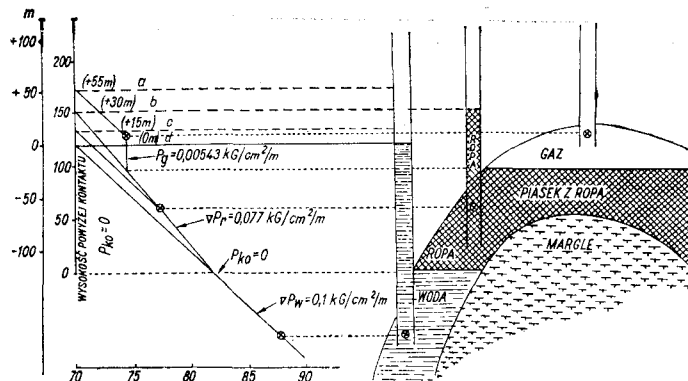 m
m
+100
+50
0
-50
-100
200
150
100
50
0
WYSOKOŚĆ POWYŻEJ KONTAKTU
Pko = 0
(+55m) a
(+30m) b
(+15m) c
(0m) d
Pg = 0,00543 kG/cm²/m
∇Pr = 0,077 kG/cm²/m
Pko = 0
∇Pw = 0,1 kG/cm²/m
70 75 80 85 90
ROPA
GAZ
PIASEK Z ROPĄ
MARGLE
ROPA
WODA